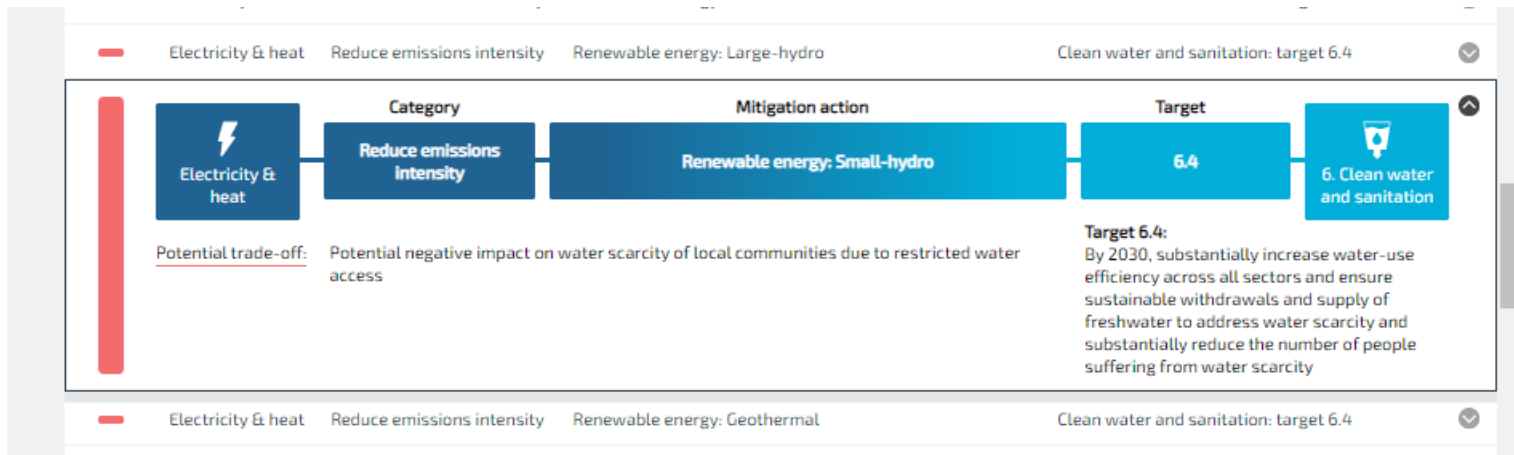 Electricity & heat Reduce emissions intensity Renewable energy: Large-hydro Clean water and sanitation: target 6.4
Category Mitigation action Target
Electricity &
heat
Reduce emissions
intensity
Renewable energy: Small-hydro
6.4
6. Clean water
and sanitation
Potential trade-off:
Potential negative impact on water scarcity of local communities due to restricted water
access
Target 6.4:
By 2030, substantially increase water-use
efficiency across all sectors and ensure
sustainable withdrawals and supply of
freshwater to address water scarcity and
substantially reduce the number of people
suffering from water scarcity
Electricity & heat Reduce emissions intensity Renewable energy: Geothermal Clean water and sanitation: target 6.4